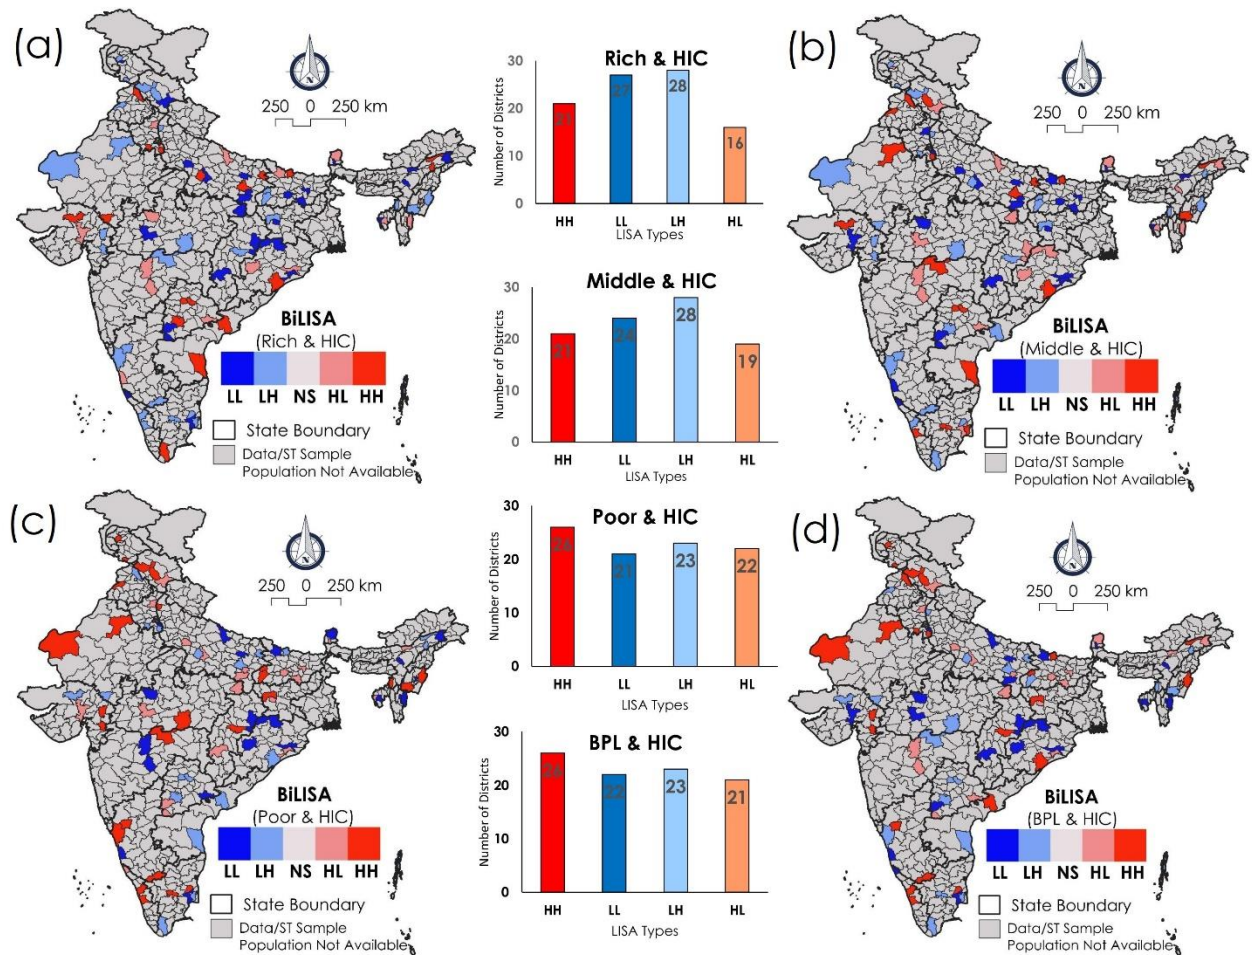 (a)
N
250 0 250 km
BiLISA
(Rich & HIC)
LL LH NS HL HH
State Boundary
Data/ST Sample
Population Not Available
Rich & HIC
Number of Districts
30
20
10
0
21
27
28
16
HH LL LH HL
LISA Types
Middle & HIC
Number of Districts
30
20
10
0
21
24
28
19
HH LL LH HL
LISA Types
(b)
N
250 0 250 km
BiLISA
(Middle & HIC)
LL LH NS HL HH
State Boundary
Data/ST Sample
Population Not Available
(c)
N
250 0 250 km
BiLISA
(Poor & HIC)
LL LH NS HL HH
State Boundary
Data/ST Sample
Population Not Available
Poor & HIC
Number of Districts
30
20
10
0
26
21
23
22
HH LL LH HL
LISA Types
BPL & HIC
Number of Districts
30
20
10
0
26
22
23
21
HH LL LH HL
LISA Types
(d)
N
250 0 250 km
BiLISA
(BPL & HIC)
LL LH NS HL HH
State Boundary
Data/ST Sample
Population Not Available